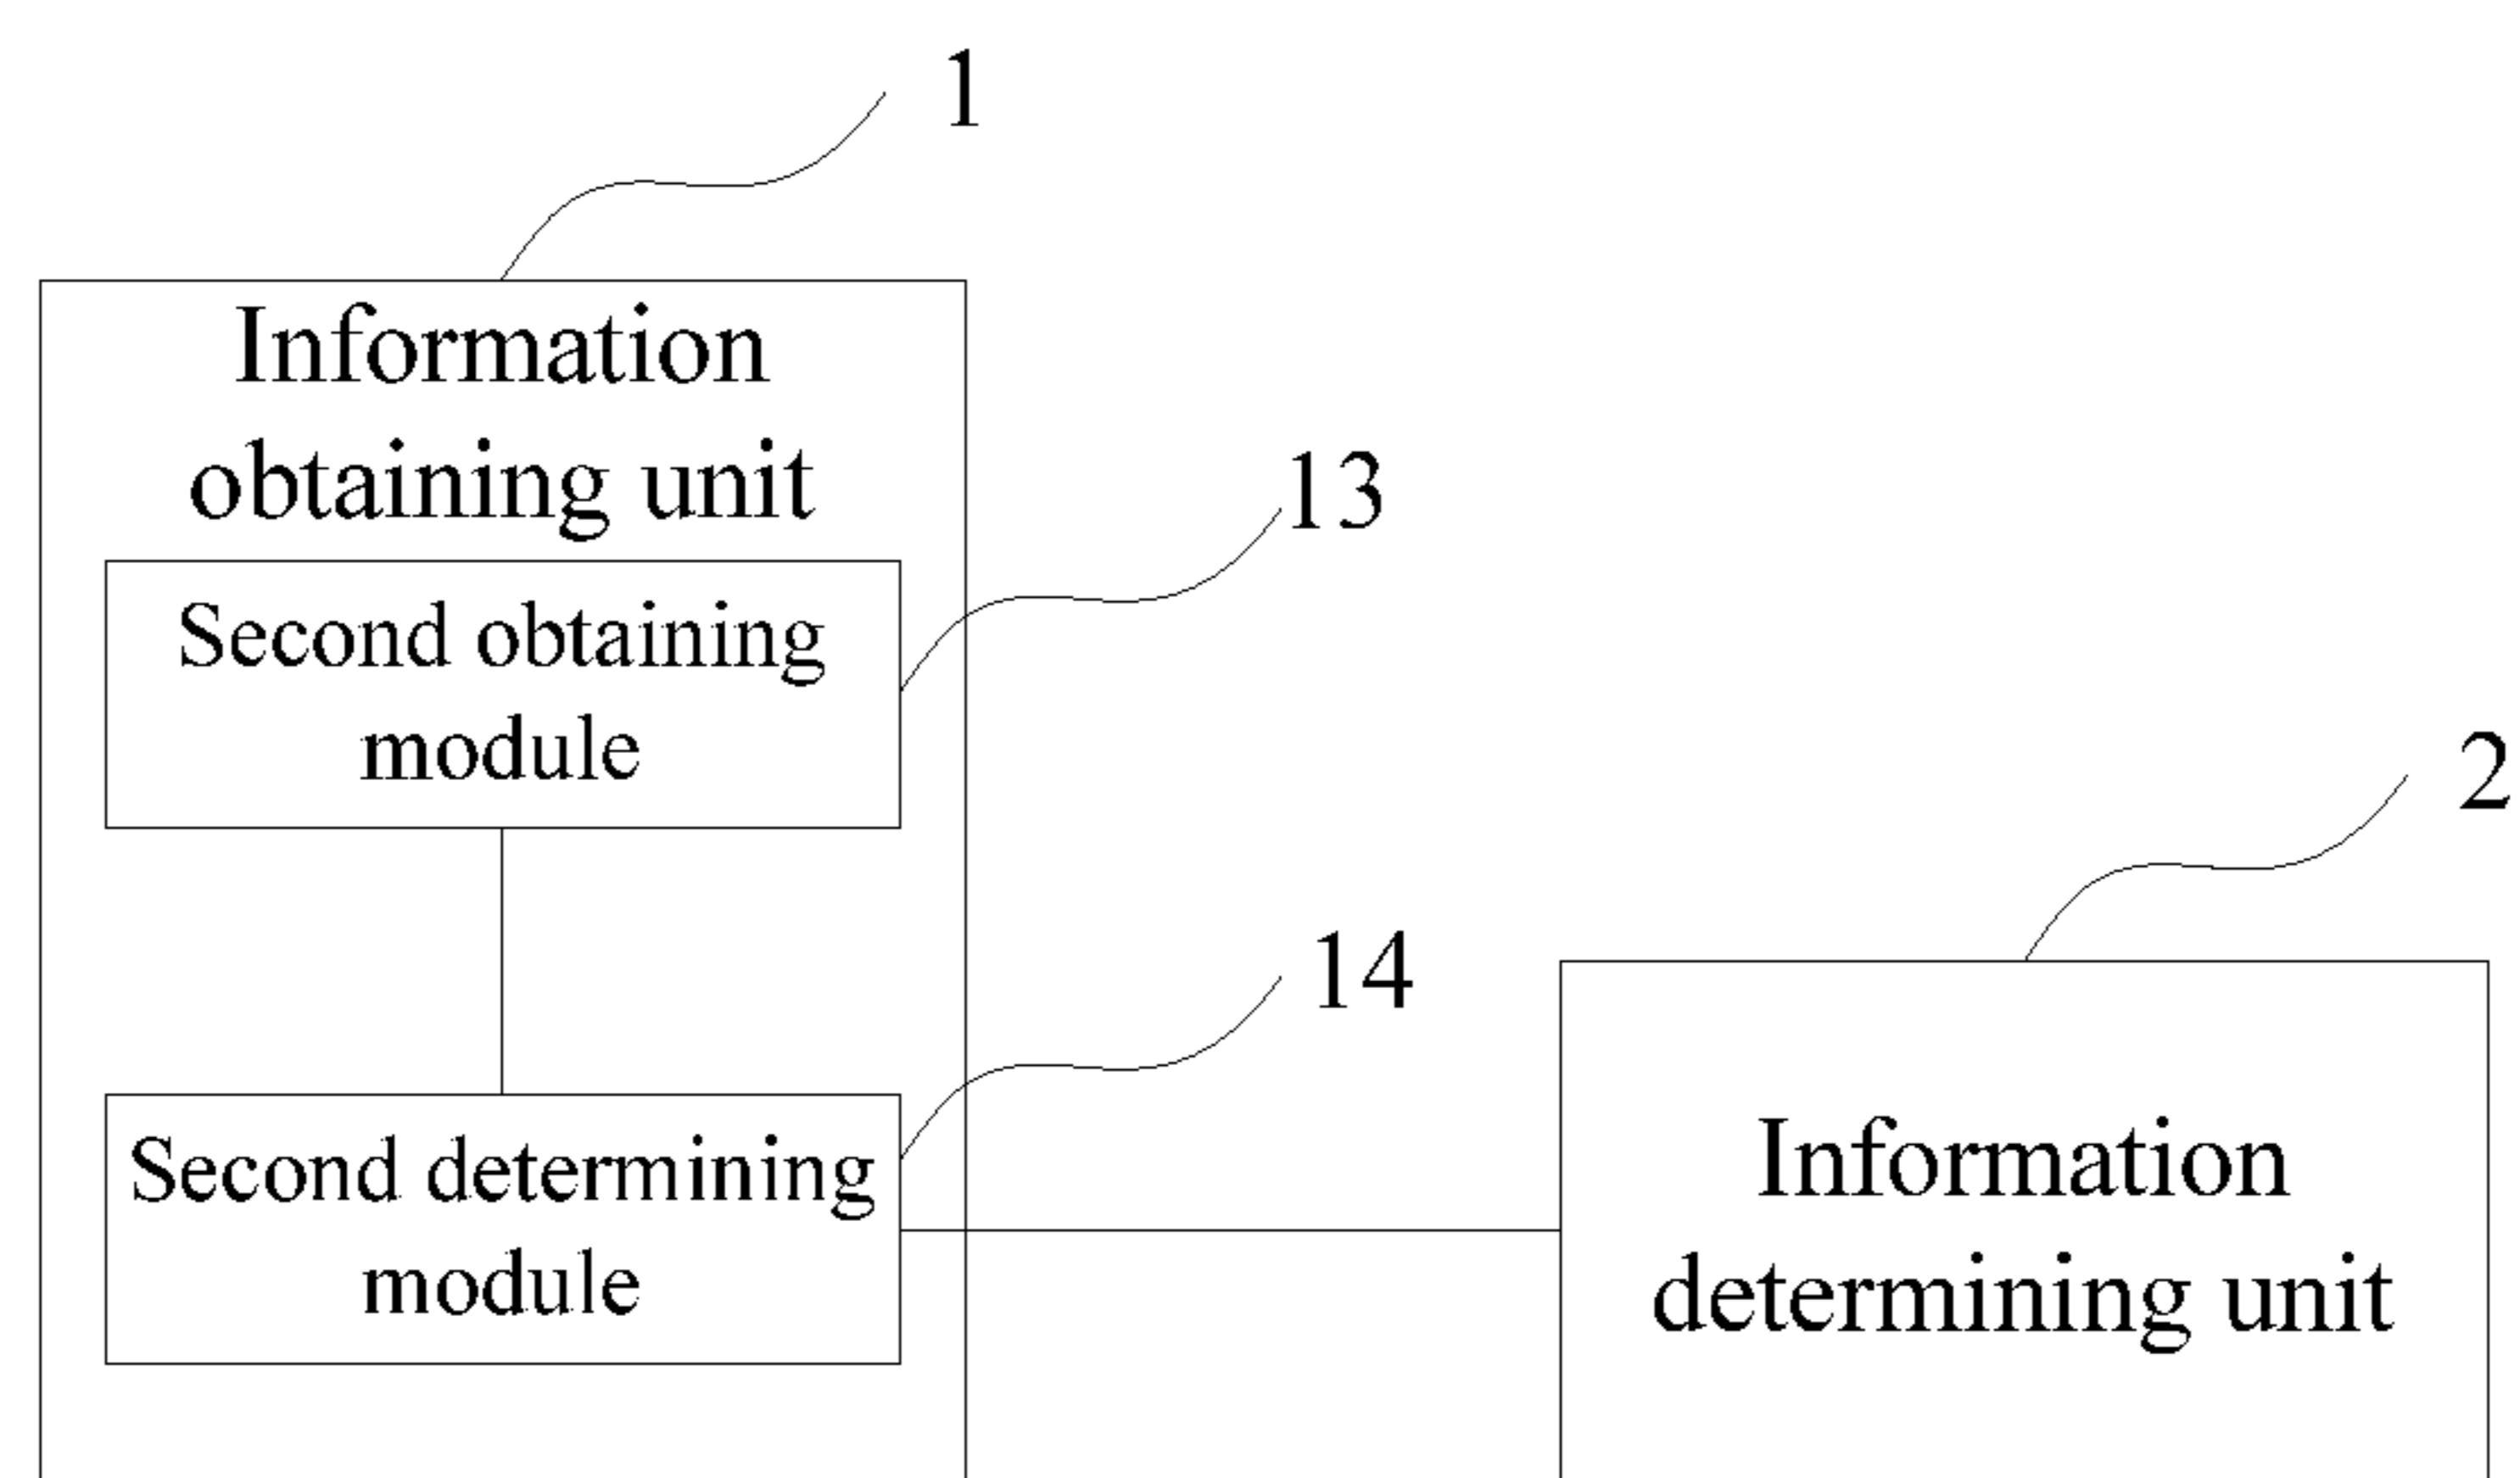 1
Information
obtaining unit
13
Second obtaining
module
2
14
Second determining
module
Information
determining unit